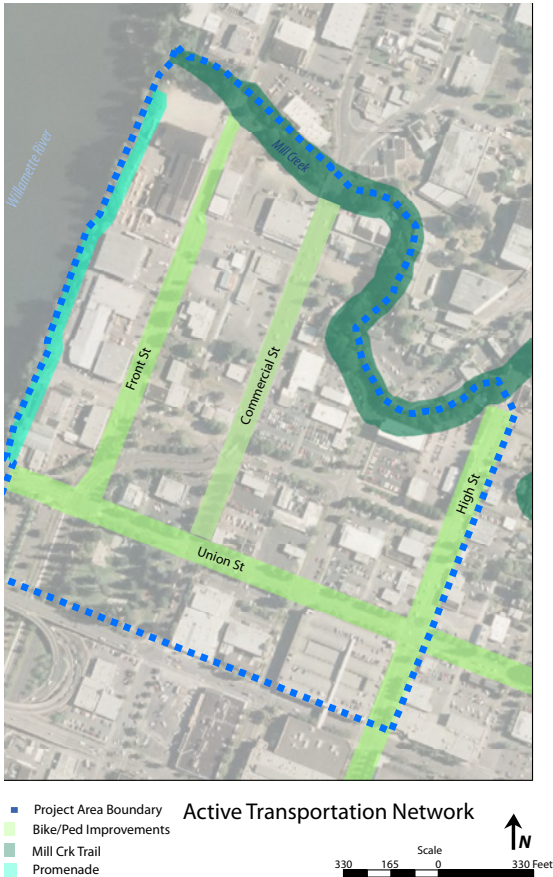 Willamette River
Mill Creek
Front St
Commercial St
High St
Union St
Project Area Boundary
Bike/Ped Improvements
Mill Crk Trail
Promenade
Active Transportation Network
N
Scale
330 165 0 330 Feet